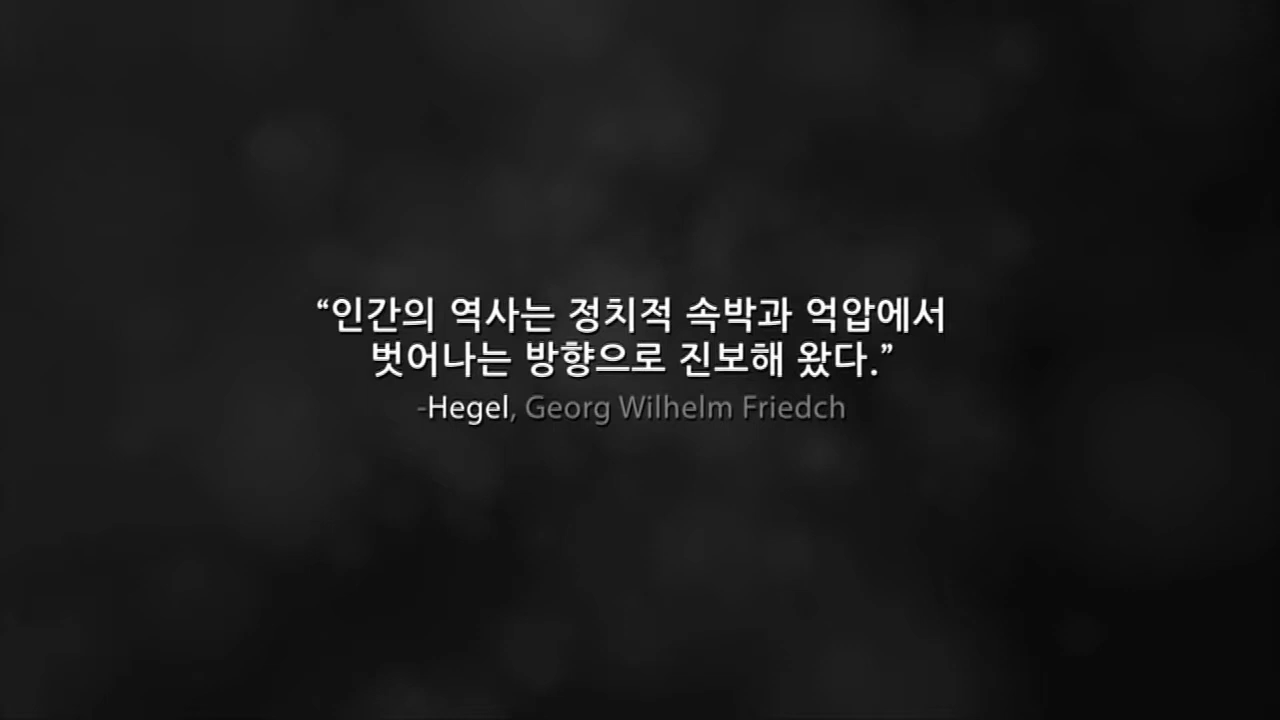 “인간의 역사는 정치적 속박과 억압에서
벗어나는 방향으로 진보해 왔다.”
-Hegel, Georg Wilhelm Friedch